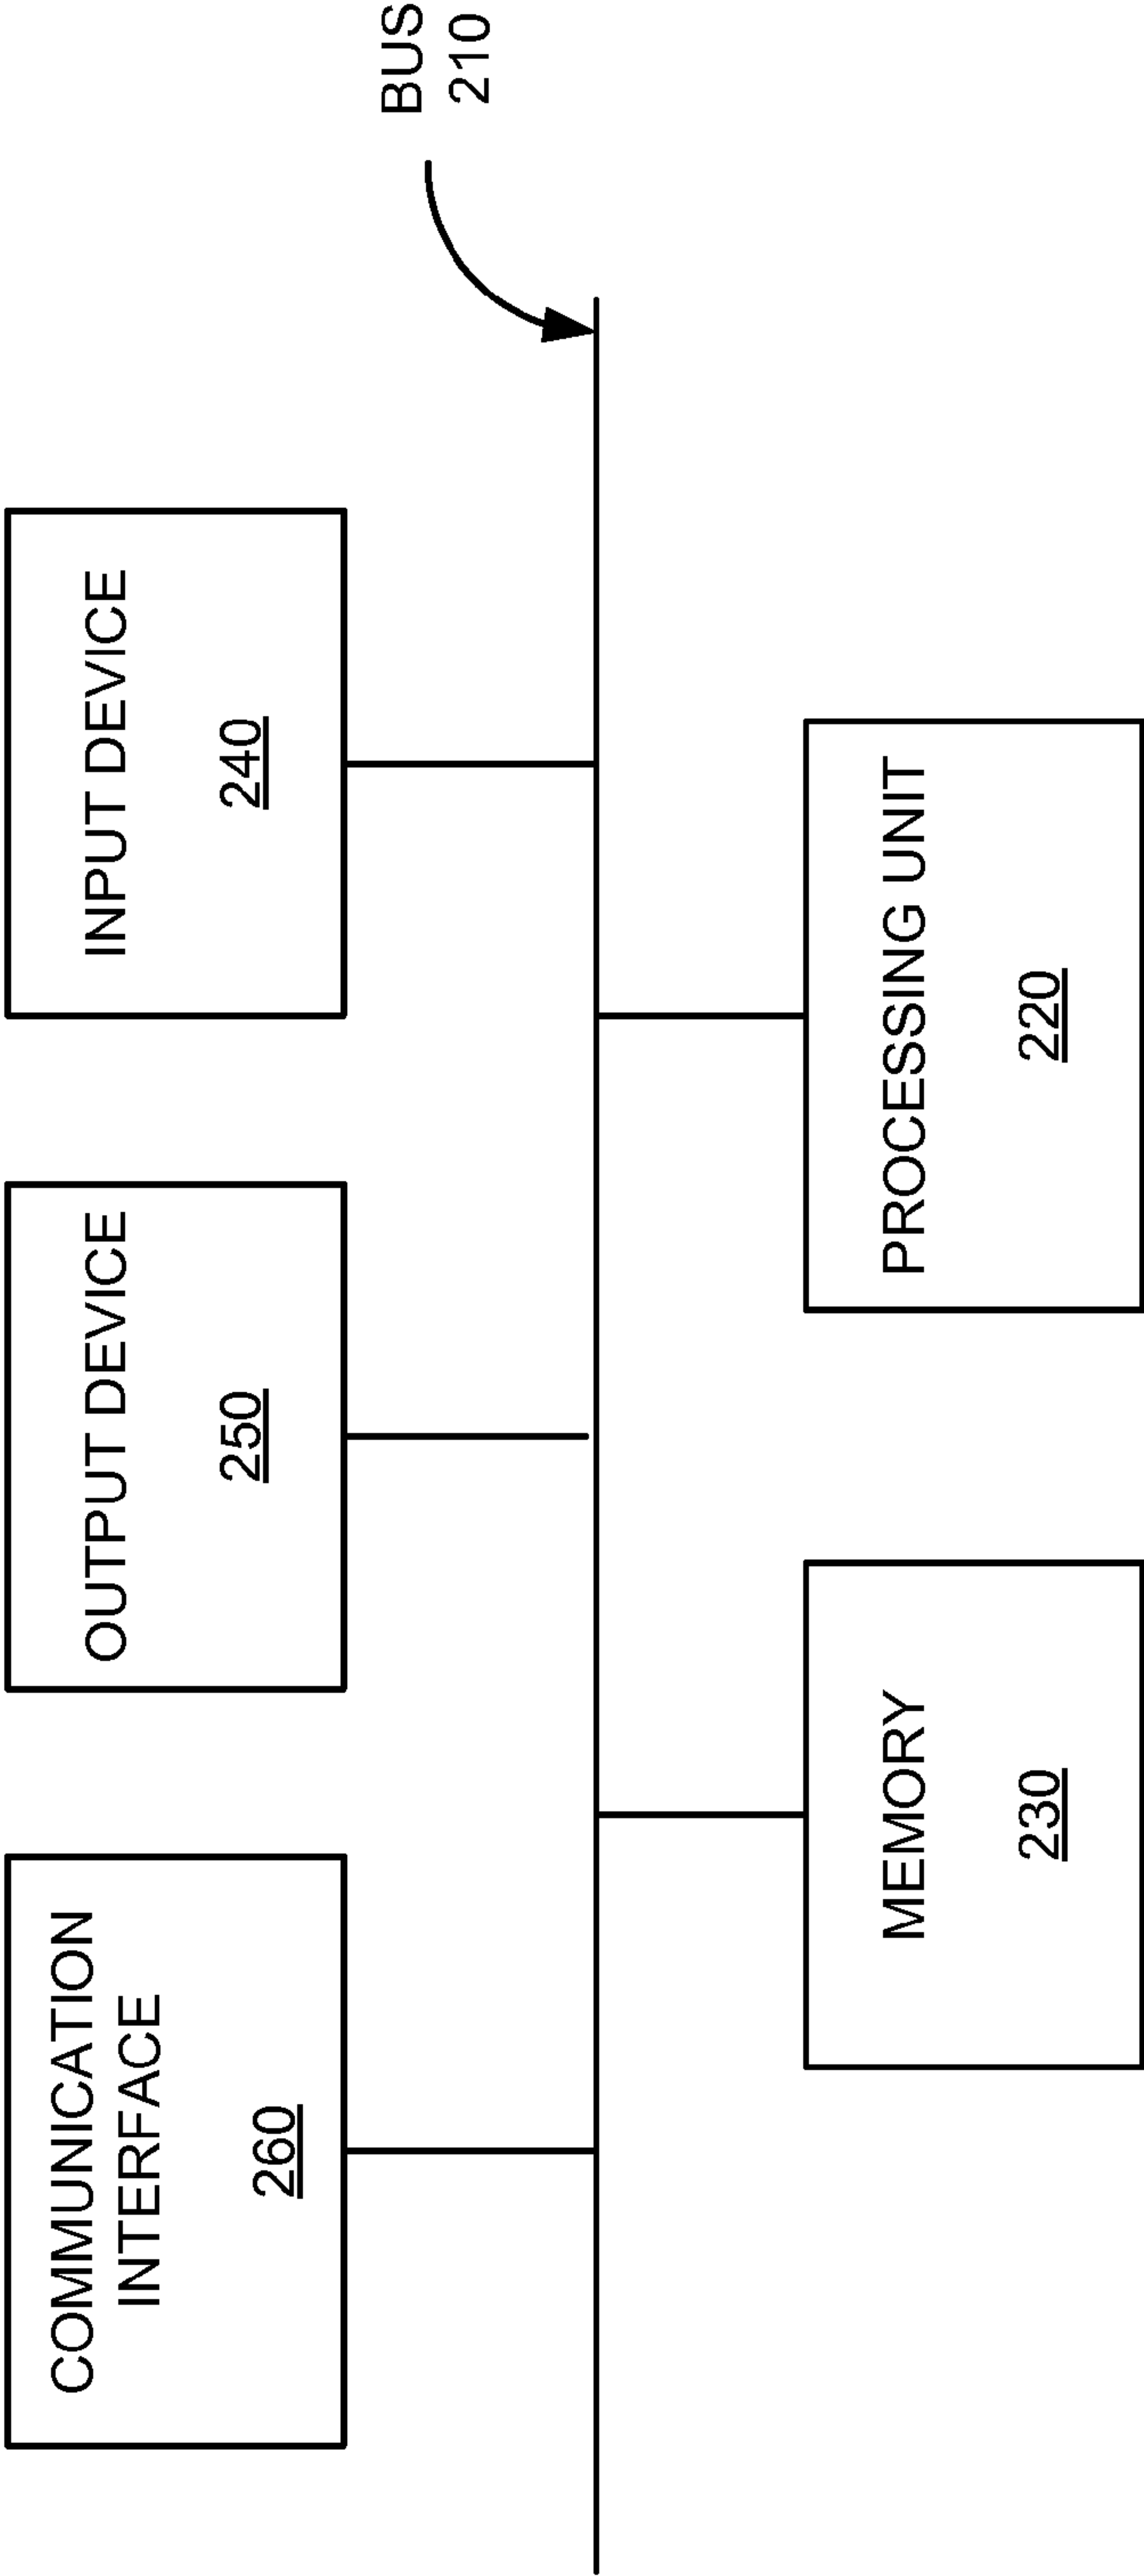 COMMUNICATION
INTERFACE
260
OUTPUT DEVICE
250
INPUT DEVICE
240
BUS
210
MEMORY
230
PROCESSING UNIT
220